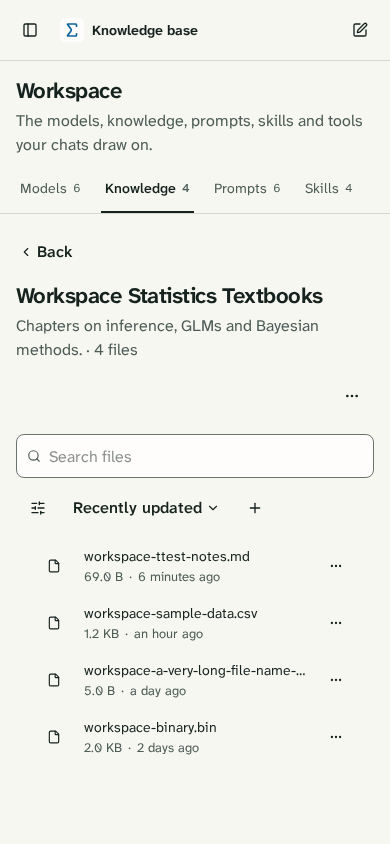 Knowledge base
Workspace
The models, knowledge, prompts, skills and tools
your chats draw on.
Models 6 Knowledge 4 Prompts 6 Skills 4
Back
Workspace Statistics Textbooks
Chapters on inference, GLMs and Bayesian
methods. · 4 files
Search files
Recently updated
workspace-ttest-notes.md
69.0 B · 6 minutes ago
workspace-sample-data.csv
1.2 KB · an hour ago
workspace-a-very-long-file-name-...
5.0 B · a day ago
workspace-binary.bin
2.0 KB · 2 days ago